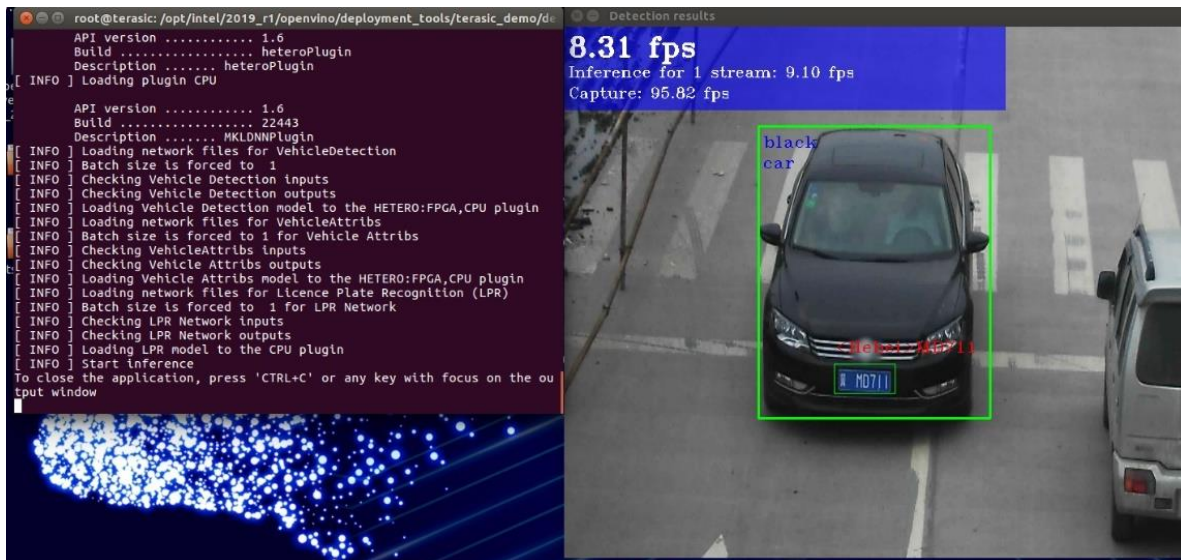 root@terasic: /opt/intel/2019_r1/openvino/deployment_tools/terasic_demo/de
API version ............ 1.6
Build .................. heteroPlugin
Description ....... heteroPlugin
[ INFO ] Loading plugin CPU
API version ............ 1.6
Build .................. 22443
Description ....... MKLDNNPlugin
[ INFO ] Loading network files for VehicleDetection
[ INFO ] Batch size is forced to 1
[ INFO ] Checking Vehicle Detection inputs
[ INFO ] Checking Vehicle Detection outputs
[ INFO ] Loading Vehicle Detection model to the HETERO:FPGA,CPU plugin
[ INFO ] Loading network files for VehicleAttribs
[ INFO ] Batch size is forced to 1 for Vehicle Attribs
[ INFO ] Checking VehicleAttribs inputs
[ INFO ] Checking Vehicle Attribs outputs
[ INFO ] Loading Vehicle Attribs model to the HETERO:FPGA,CPU plugin
[ INFO ] Loading network files for Licence Plate Recognition (LPR)
[ INFO ] Batch size is forced to 1 for LPR Network
[ INFO ] Checking LPR Network inputs
[ INFO ] Checking LPR Network outputs
[ INFO ] Loading LPR model to the CPU plugin
[ INFO ] Start inference
To close the application, press 'CTRL+C' or any key with focus on the ou
tput window
Detection results
8.31 fps
Inference for 1 stream: 9.10 fps
Capture: 95.82 fps
black
car
<Hebei>MD711
冀 MD711